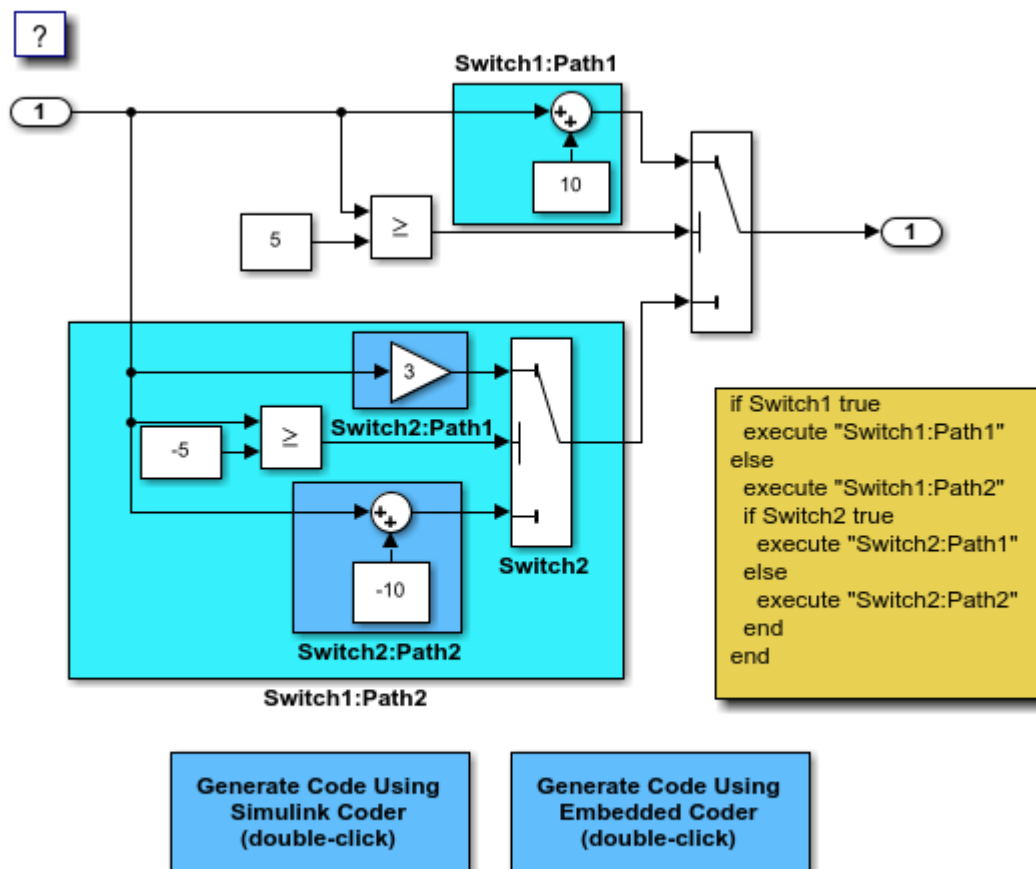 ?
Switch1:Path1
1
10
5
≥
1
3
Switch2:Path1
-5
≥
Switch2
-10
Switch2:Path2
Switch1:Path2
if Switch1 true
execute "Switch1:Path1"
else
execute "Switch1:Path2"
if Switch2 true
execute "Switch2:Path1"
else
execute "Switch2:Path2"
end
end
Generate Code Using
Simulink Coder
(double-click)
Generate Code Using
Embedded Coder
(double-click)